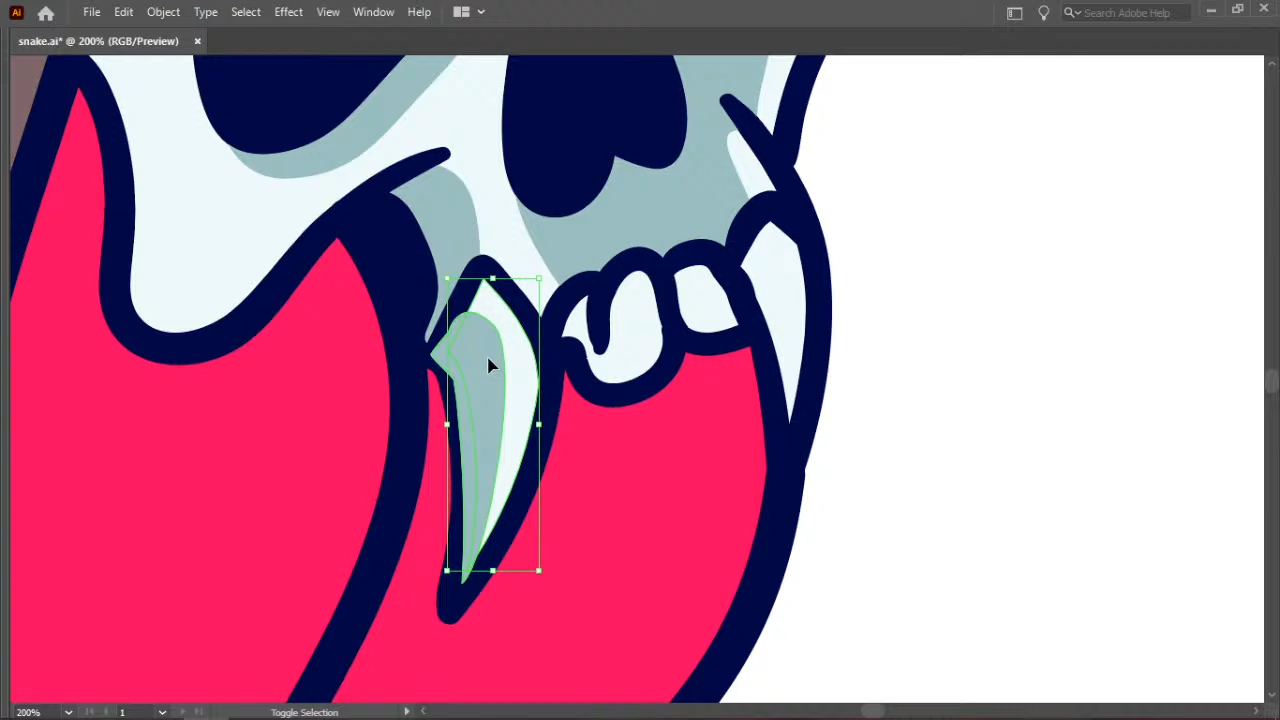 Ai File Edit Object Type Select Effect View Window Help Search Adobe Help
snake.ai* @ 200% (RGB/Preview) ×
200% 1 Toggle Selection